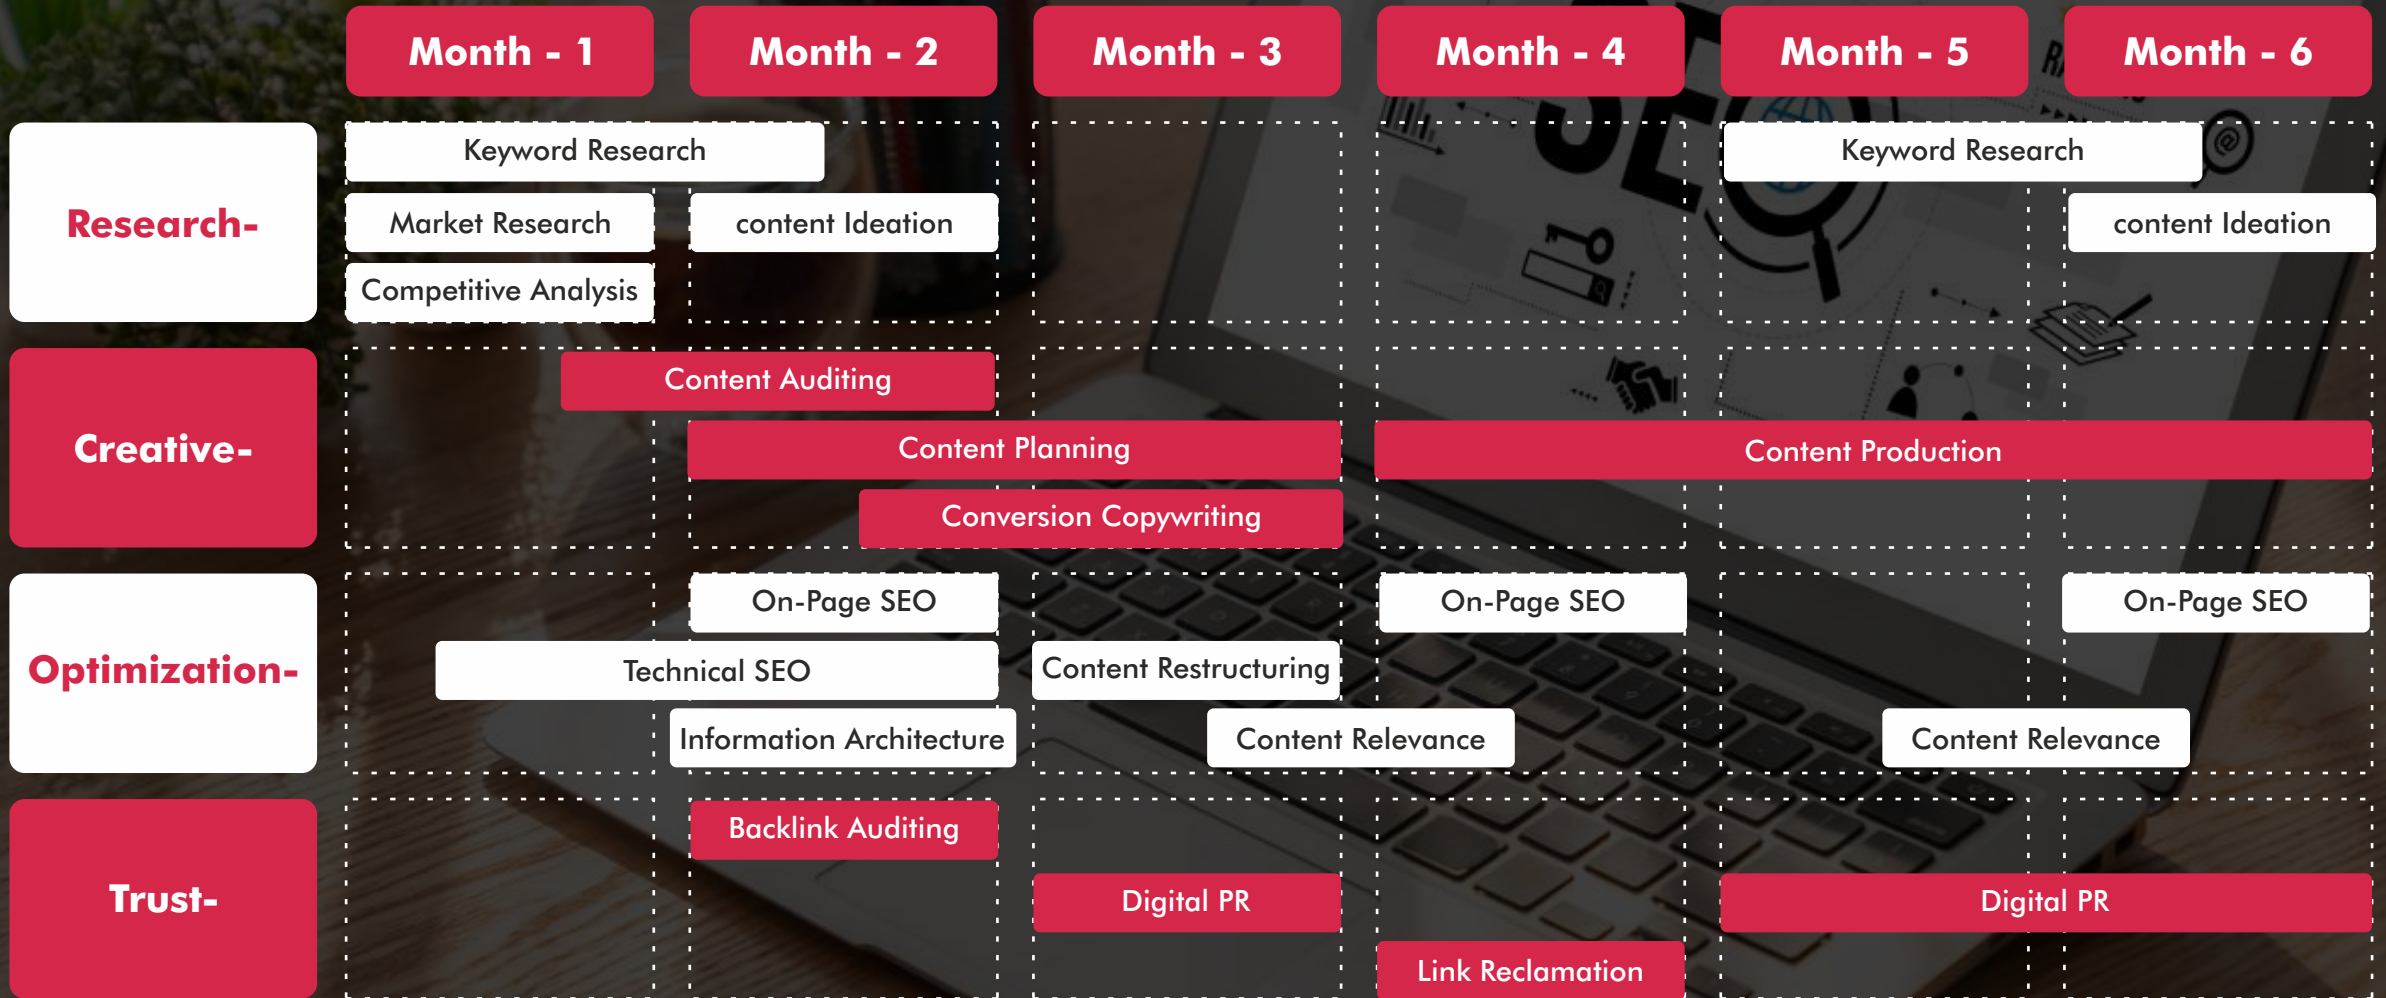 Month - 1
Month - 2
Month - 3
Month - 4
Month - 5
Month - 6
Research-
Keyword Research
Keyword Research
Market Research
content Ideation
content Ideation
Competitive Analysis
Creative-
Content Auditing
Content Planning
Content Production
Conversion Copywriting
Optimization-
On-Page SEO
On-Page SEO
On-Page SEO
Technical SEO
Content Restructuring
Information Architecture
Content Relevance
Content Relevance
Trust-
Backlink Auditing
Digital PR
Digital PR
Link Reclamation
SEO